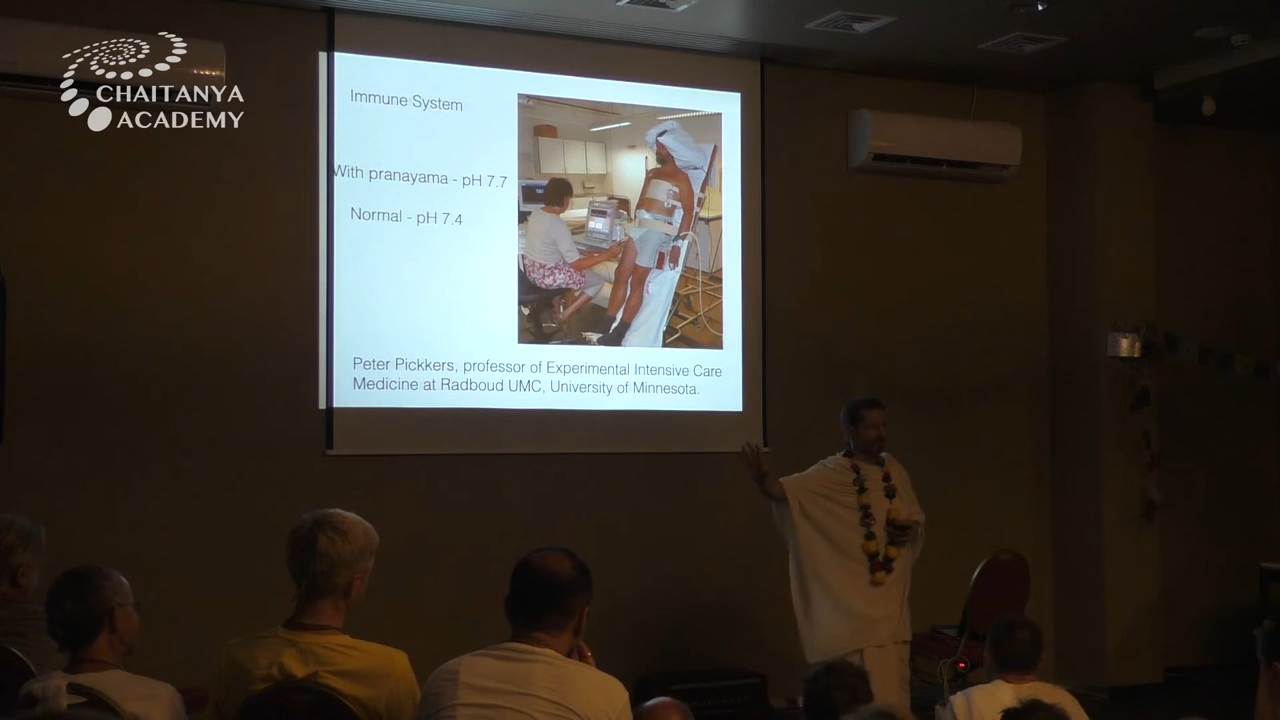 CHAITANYA
ACADEMY
Immune System
With pranayama - pH 7.7
Normal - pH 7.4
Peter Pickkers, professor of Experimental Intensive Care
Medicine at Radboud UMC, University of Minnesota.